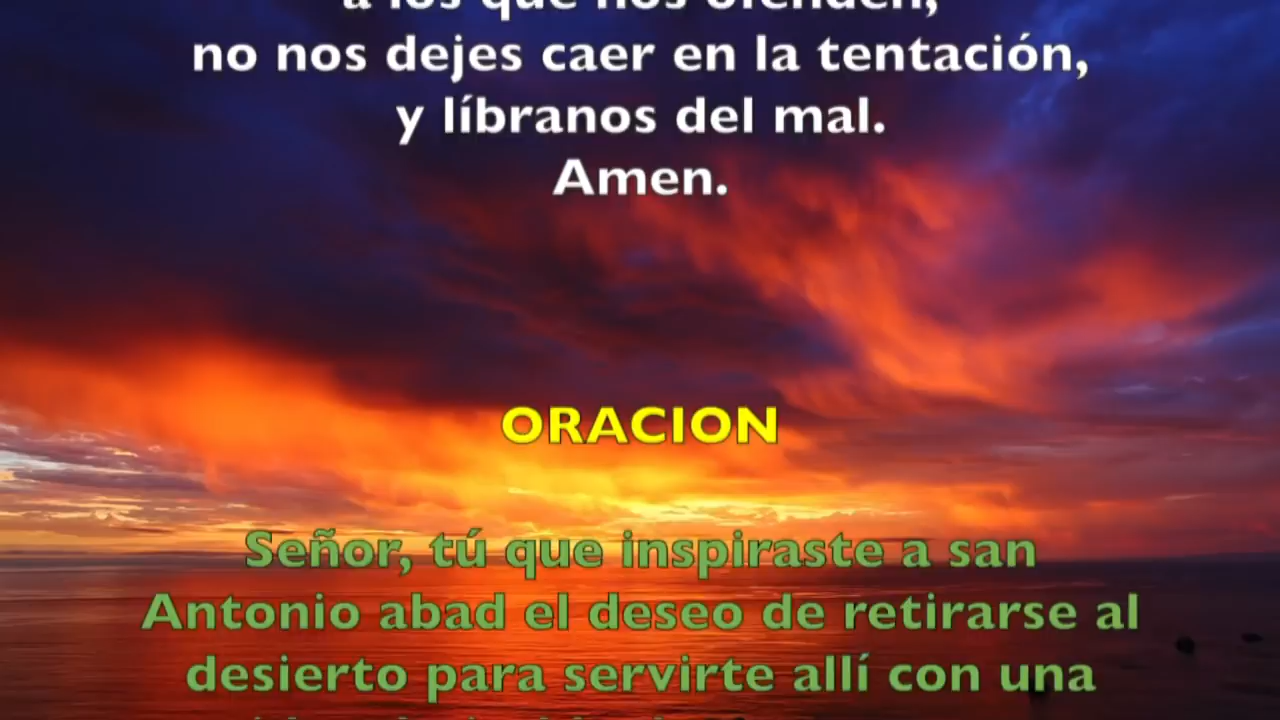 a los que nos ofenden,
no nos dejes caer en la tentación,
y líbranos del mal.
Amen.
ORACION
Señor, tú que inspiraste a san
Antonio abad el deseo de retirarse al
desierto para servirte allí con una